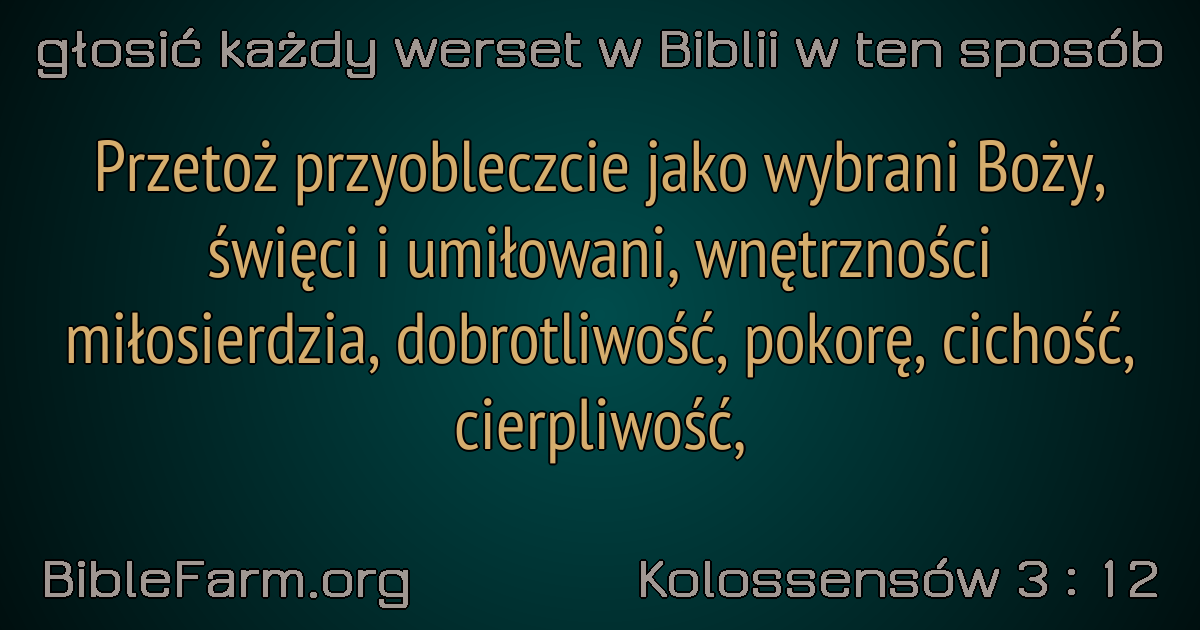 głosić każdy werset w Biblii w ten sposób
Przetoż przyobleczcie jako wybrani Boży,
święci i umiłowani, wnętrzności
miłosierdzia, dobrotliwość, pokorę, cichość,
cierpliwość,
BibleFarm.org
Kolossensów 3 : 12